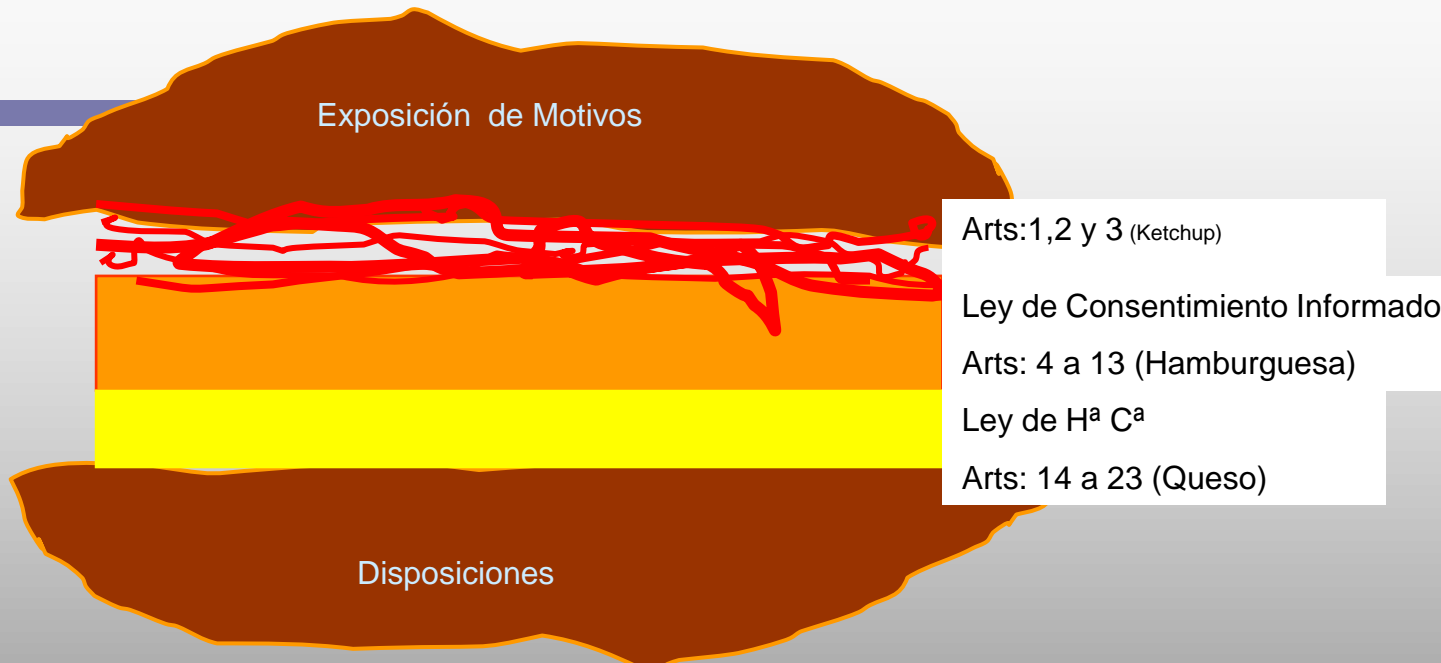 Exposición de Motivos
Arts:1,2 y 3 (Ketchup)
Ley de Consentimiento Informado
Arts: 4 a 13 (Hamburguesa)
Ley de Hª Cª
Arts: 14 a 23 (Queso)
Disposiciones